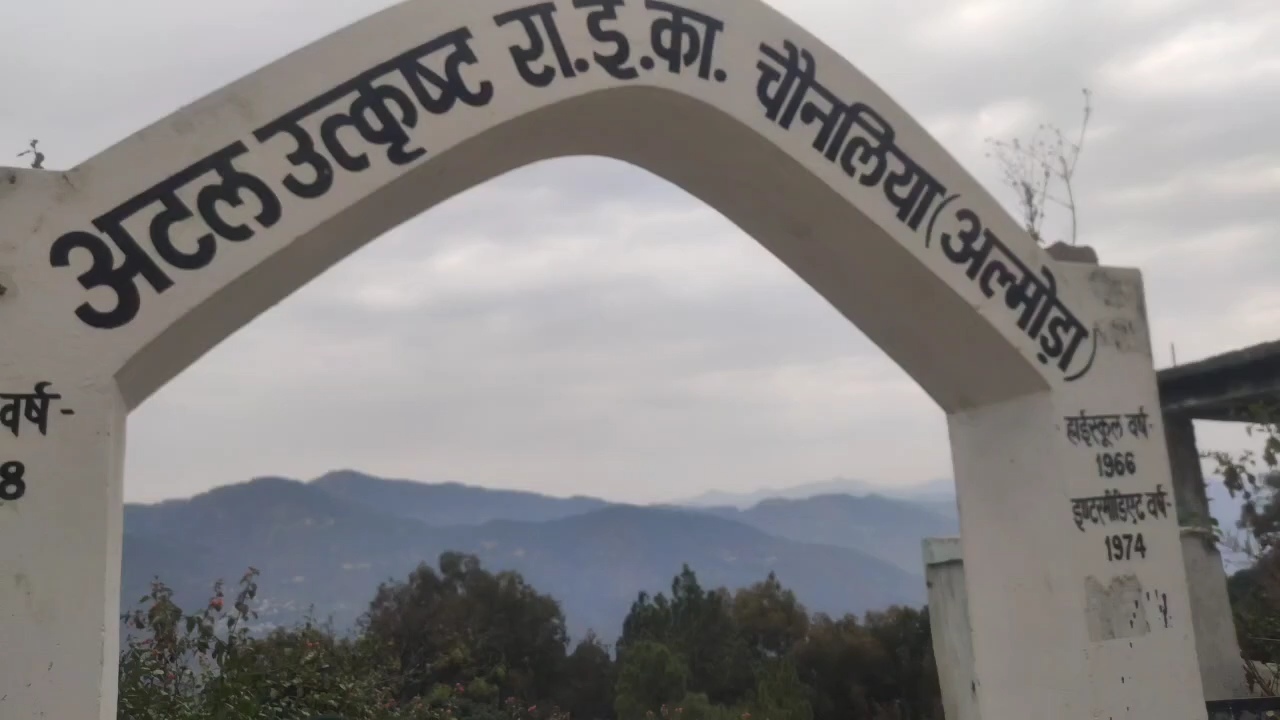 अटल उत्कृष्ट रा.इ.का. चौनलिया (अल्मोड़ा)
वर्ष-
8
हाईस्कूल वर्ष-
1966
इण्टरमीडिएट वर्ष-
1974